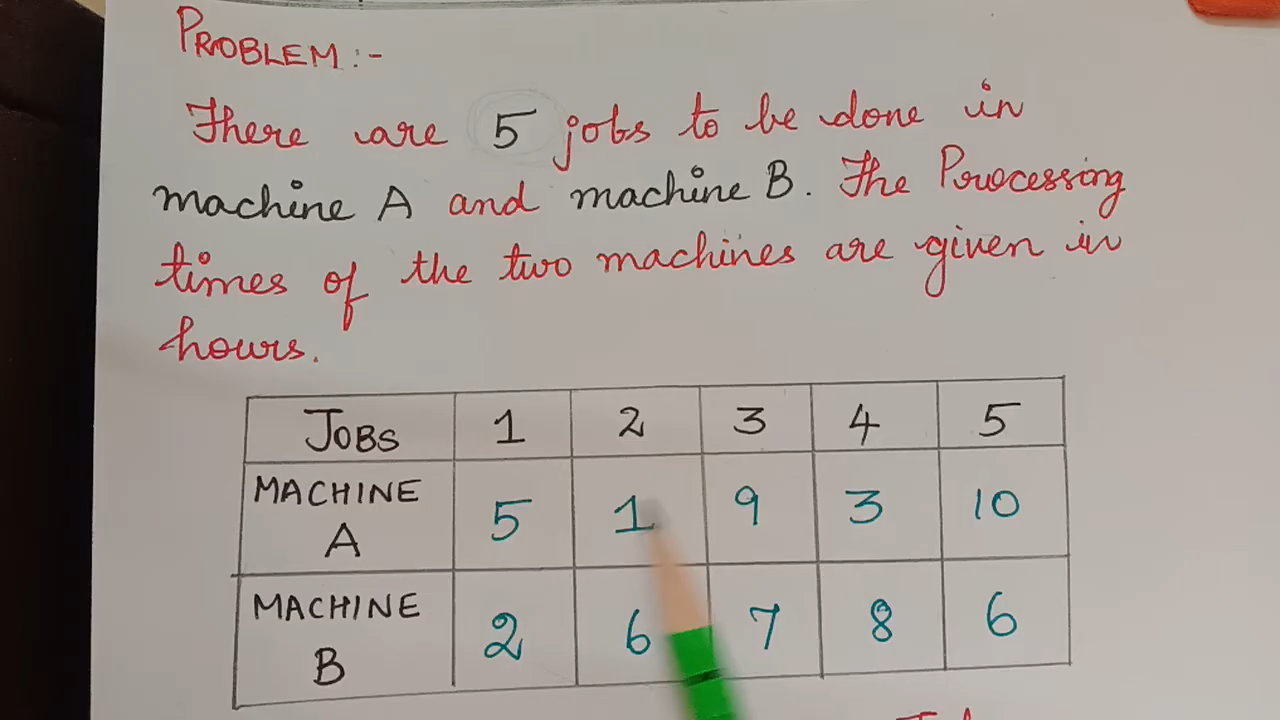 PROBLEM :-
There are 5 jobs to be done in
machine A and machine B. The Processing
times of the two machines are given in
hours.
JOBS 1 2 3 4 5
MACHINE A 5 1 9 3 10
MACHINE B 2 6 7 8 6